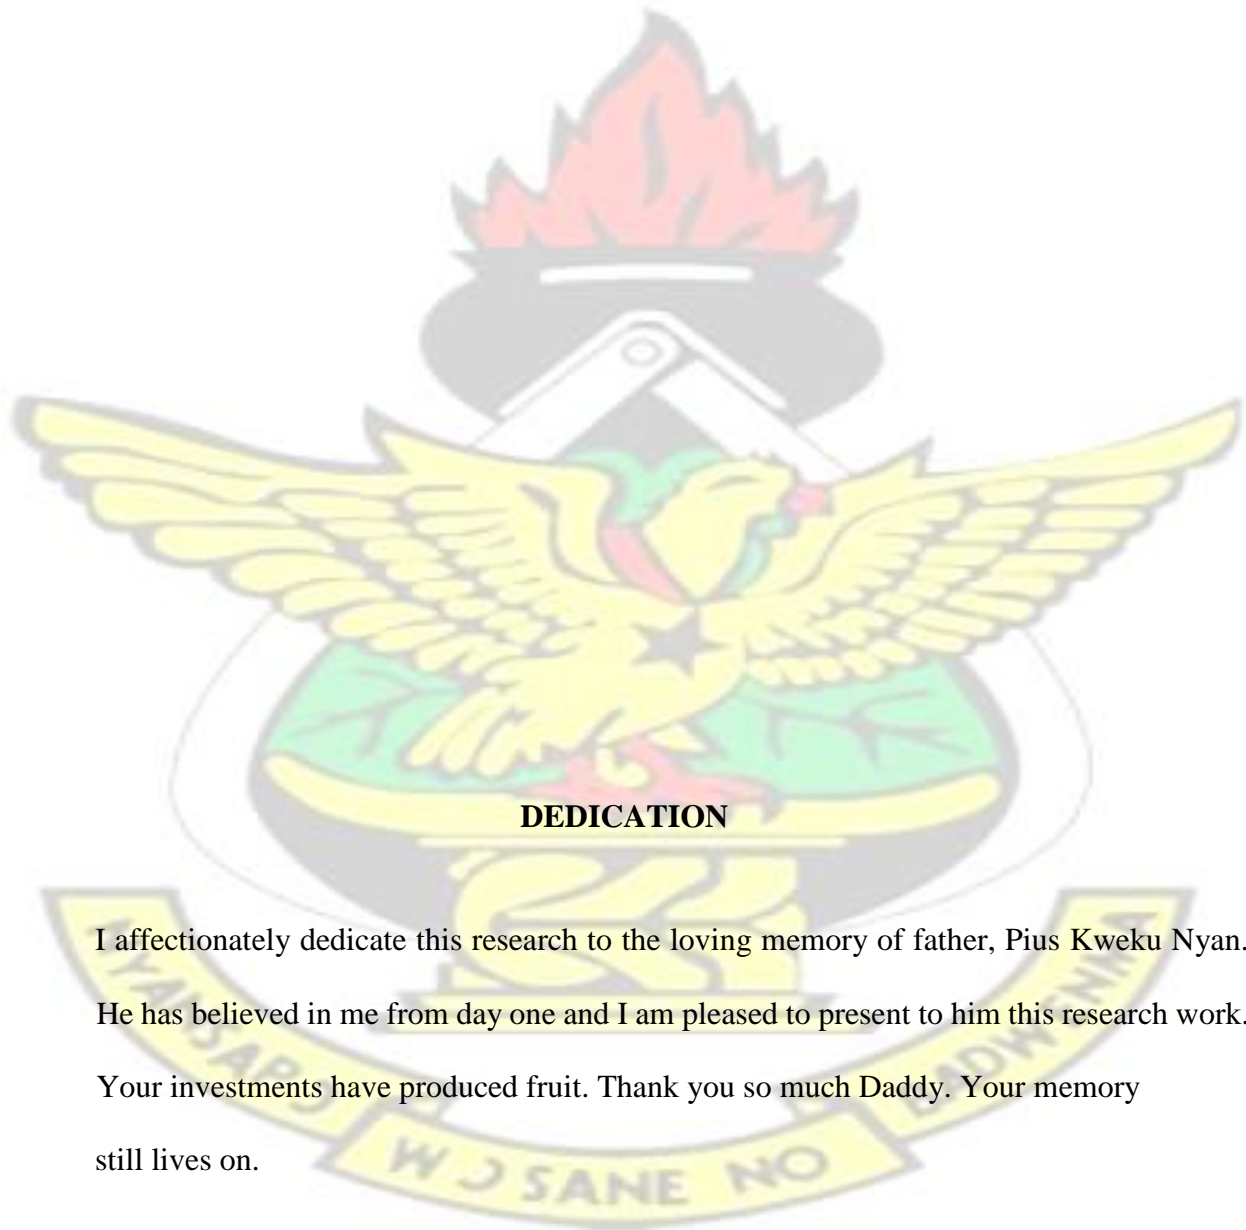 DEDICATION
I affectionately dedicate this research to the loving memory of father, Pius Kweku Nyan.
He has believed in me from day one and I am pleased to present to him this research work.
Your investments have produced fruit. Thank you so much Daddy. Your memory
still lives on.
NYANSAPƆ
W Ɔ SANE NO
BADWENMA